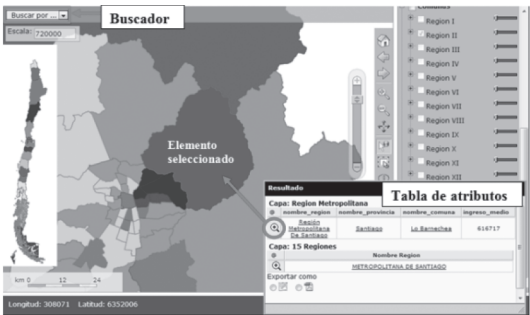 Buscar por ...
Buscador
Escala: 720000
Comunas
Region I
Region II
Region III
Region IV
Region V
Region VI
Region VII
Region VIII
Region IX
Region X
Region XI
Region XII
Elemento
seleccionado
Resultado
Tabla de atributos
Capa: Region Metropolitana
nombre_region nombre_provincia nombre_comuna ingreso_medio
Región
Metropolitana
De Santiago
Santiago
Lo Barnechea
616717
Capa: 15 Regiones
Nombre
Region
METROPOLITANA DE SANTIAGO
Exportar como
km 0 12 24
Longitud: 308071 Latitud: 6352006